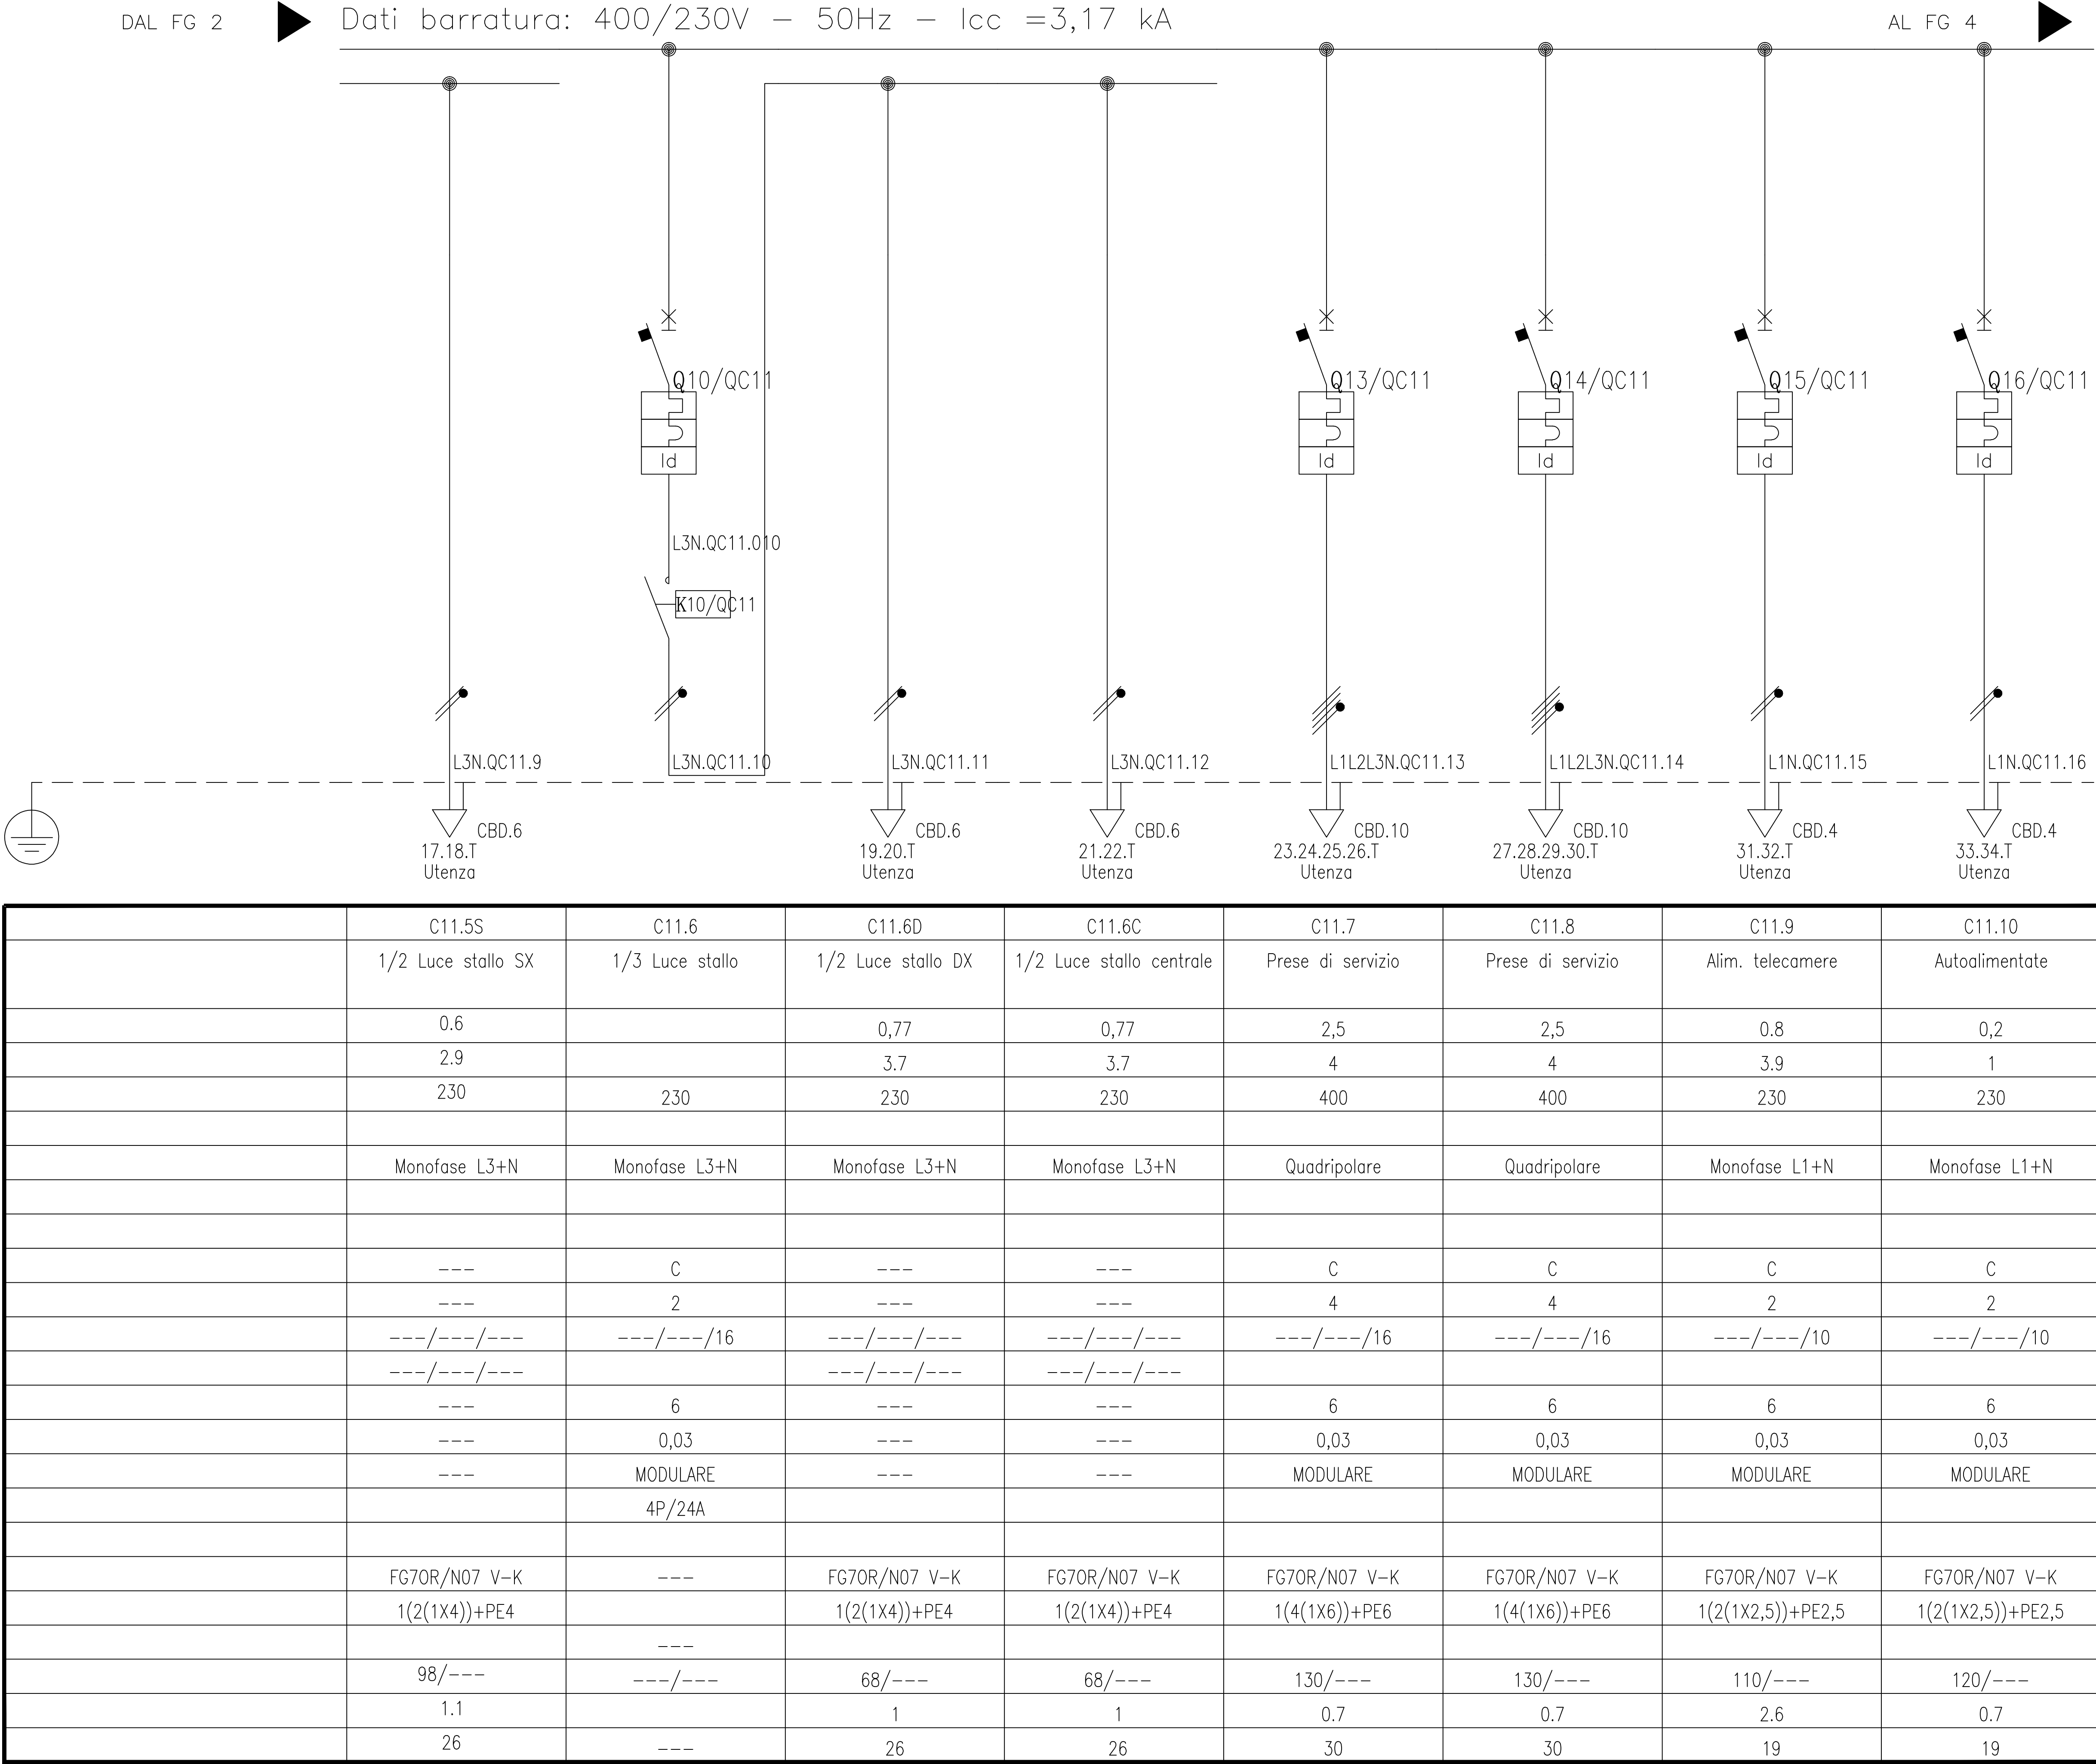 DAL FG 2
Dati barratura: 400/230V – 50Hz – Icc =3,17 kA
AL FG 4
Q10/QC11
Q13/QC11
Q14/QC11
Q15/QC11
Q16/QC11
Id
Id
Id
Id
Id
L3N.QC11.010
K10/QC11
L3N.QC11.9
L3N.QC11.10
L3N.QC11.11
L3N.QC11.12
L1L2L3N.QC11.13
L1L2L3N.QC11.14
L1N.QC11.15
L1N.QC11.16
CBD.6
CBD.6
CBD.6
CBD.10
CBD.10
CBD.4
CBD.4
17.18.T
19.20.T
21.22.T
23.24.25.26.T
27.28.29.30.T
31.32.T
33.34.T
Utenza
Utenza
Utenza
Utenza
Utenza
Utenza
Utenza
C11.5S C11.6 C11.6D C11.6C C11.7 C11.8 C11.9 C11.10
1/2 Luce stallo SX 1/3 Luce stallo 1/2 Luce stallo DX 1/2 Luce stallo centrale Prese di servizio Prese di servizio Alim. telecamere Autoalimentate
0.6 0,77 0,77 2,5 2,5 0.8 0,2
2.9 3.7 3.7 4 4 3.9 1
230 230 230 230 400 400 230 230
Monofase L3+N Monofase L3+N Monofase L3+N Monofase L3+N Quadripolare Quadripolare Monofase L1+N Monofase L1+N
––– C ––– ––– C C C C
––– 2 ––– ––– 4 4 2 2
–––/–––/––– –––/–––/16 –––/–––/––– –––/–––/––– –––/–––/16 –––/–––/16 –––/–––/10 –––/–––/10
–––/–––/––– –––/–––/––– –––/–––/–––
––– 6 ––– ––– 6 6 6 6
––– 0,03 ––– ––– 0,03 0,03 0,03 0,03
––– MODULARE ––– ––– MODULARE MODULARE MODULARE MODULARE
4P/24A
FG7OR/N07 V–K ––– FG7OR/N07 V–K FG7OR/N07 V–K FG7OR/N07 V–K FG7OR/N07 V–K FG7OR/N07 V–K FG7OR/N07 V–K
1(2(1X4))+PE4 1(2(1X4))+PE4 1(2(1X4))+PE4 1(4(1X6))+PE6 1(4(1X6))+PE6 1(2(1X2,5))+PE2,5 1(2(1X2,5))+PE2,5
–––
98/––– –––/––– 68/––– 68/––– 130/––– 130/––– 110/––– 120/–––
1.1 1 1 0.7 0.7 2.6 0.7
26 ––– 26 26 30 30 19 19